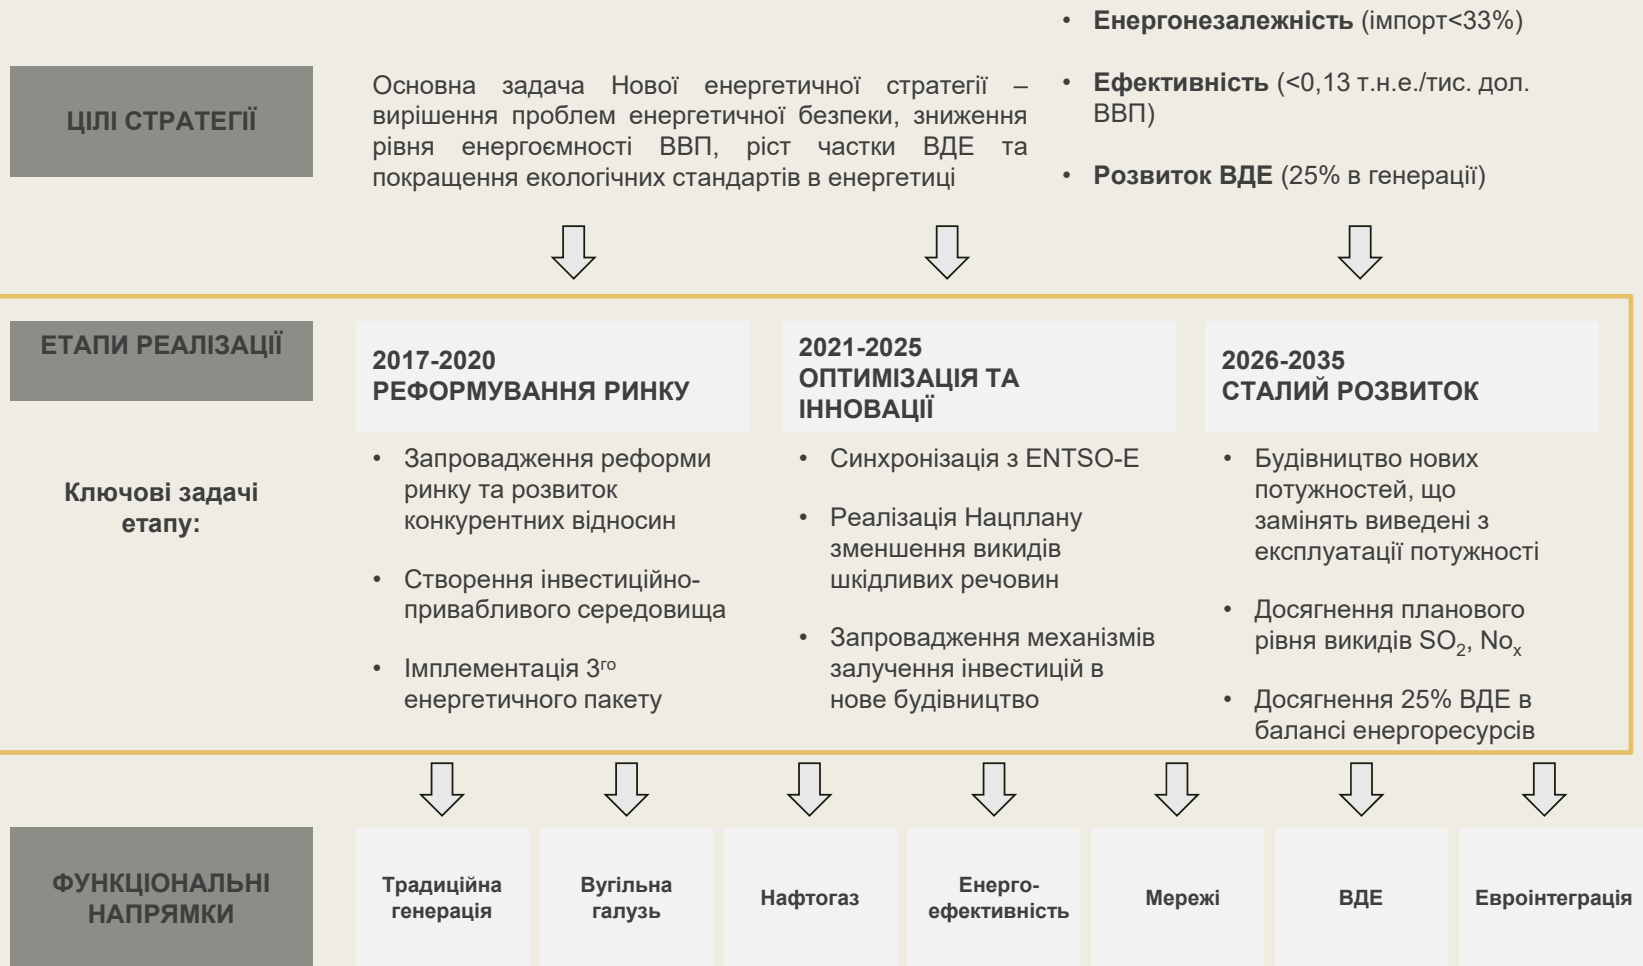 ЦІЛІ СТРАТЕГІЇ
Основна задача Нової енергетичної стратегії –
вирішення проблем енергетичної безпеки, зниження
рівня енергоємності ВВП, ріст частки ВДЕ та
покращення екологічних стандартів в енергетиці
• Енергонезалежність (імпорт<33%)
• Ефективність (<0,13 т.н.е./тис. дол.
ВВП)
• Розвиток ВДЕ (25% в генерації)
ЕТАПИ РЕАЛІЗАЦІЇ
Ключові задачі
етапу:
2017-2020
РЕФОРМУВАННЯ РИНКУ
• Запровадження реформи
ринку та розвиток
конкурентних відносин
• Створення інвестиційно-
привабливого середовища
• Імплементація 3го
енергетичного пакету
2021-2025
ОПТИМІЗАЦІЯ ТА
ІННОВАЦІЇ
• Синхронізація з ENTSO-E
• Реалізація Нацплану
зменшення викидів
шкідливих речовин
• Запровадження механізмів
залучення інвестицій в
нове будівництво
2026-2035
СТАЛИЙ РОЗВИТОК
• Будівництво нових
потужностей, що
замінять виведені з
експлуатації потужності
• Досягнення планового
рівня викидів SO₂, Noₓ
• Досягнення 25% ВДЕ в
балансі енергоресурсів
ФУНКЦІОНАЛЬНІ
НАПРЯМКИ
Традиційна
генерація
Вугільна
галузь
Нафтогаз
Енерго-
ефективність
Мережі
ВДЕ
Евроінтеграція